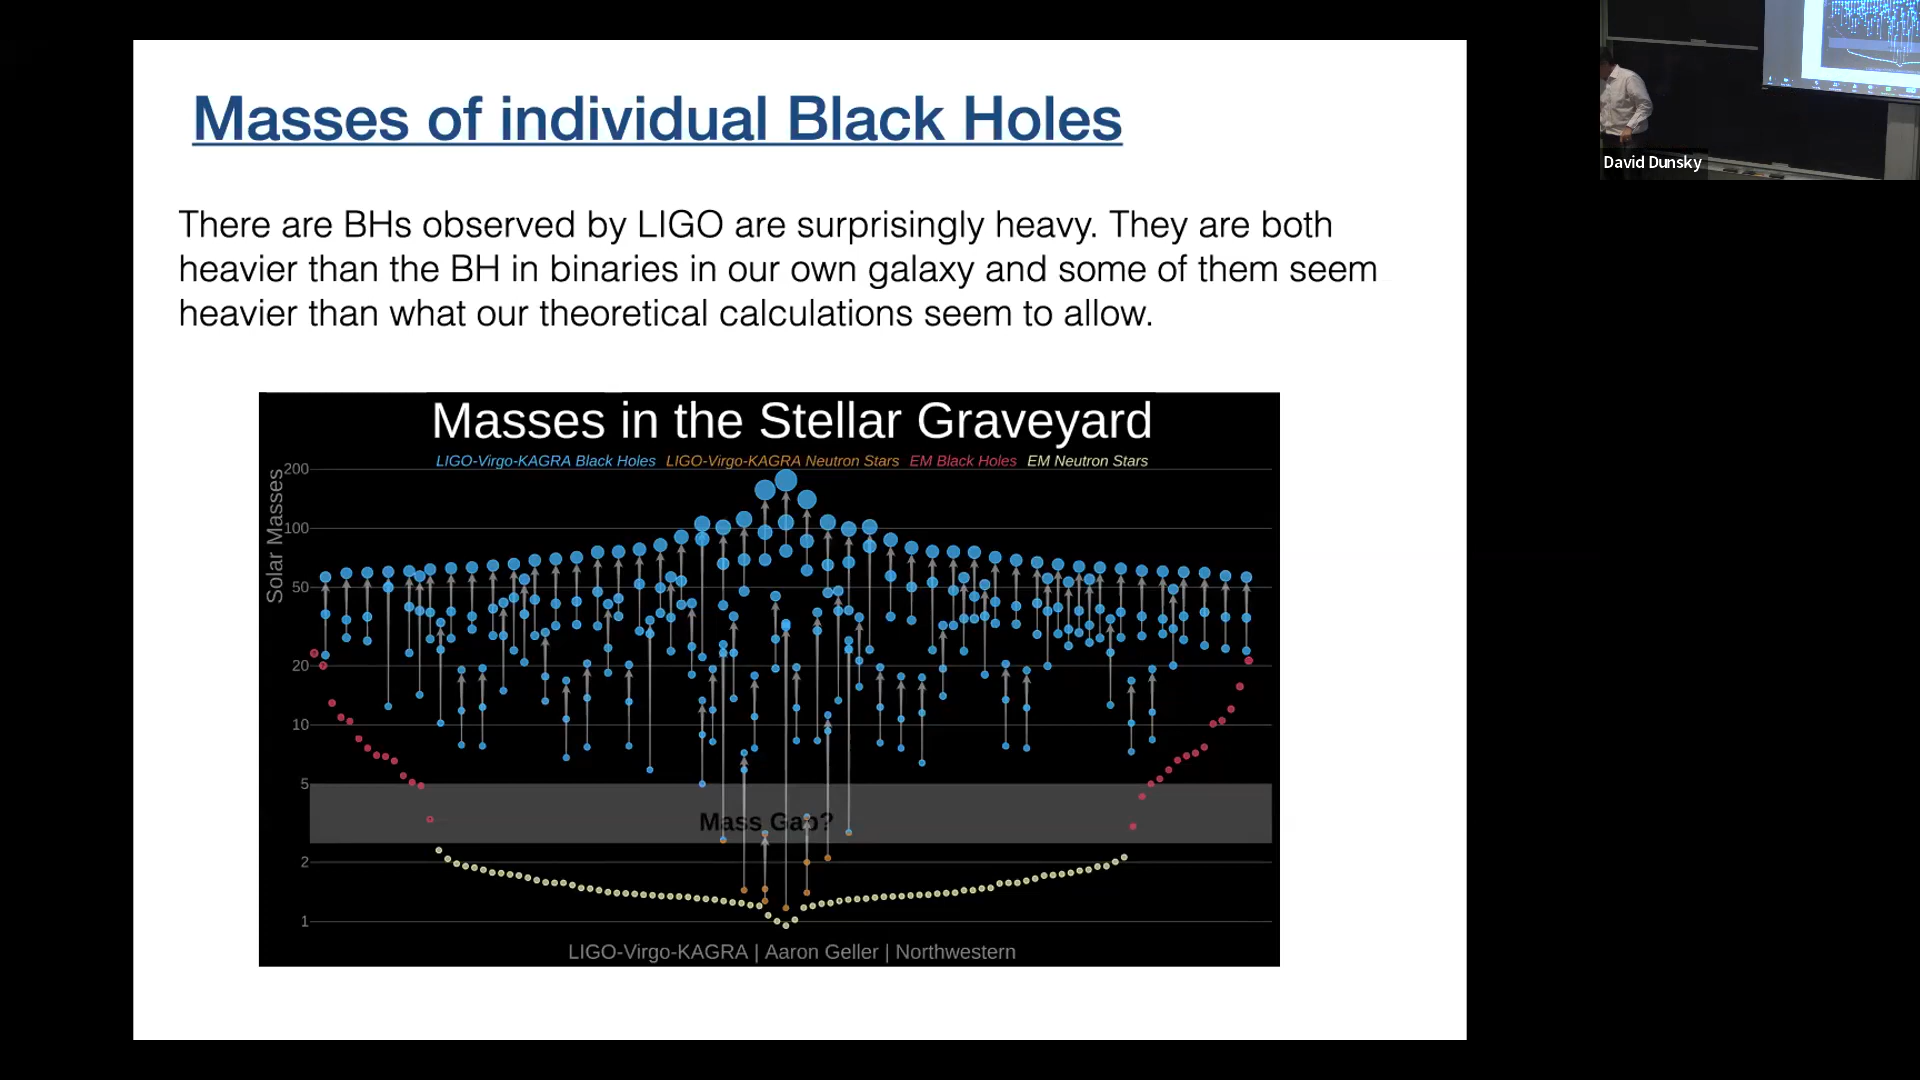 Masses of individual Black Holes
There are BHs observed by LIGO are surprisingly heavy. They are both
heavier than the BH in binaries in our own galaxy and some of them seem
heavier than what our theoretical calculations seem to allow.
Masses in the Stellar Graveyard
LIGO-Virgo-KAGRA Black Holes LIGO-Virgo-KAGRA Neutron Stars EM Black Holes EM Neutron Stars
Solar Masses
200
100
50
20
10
5
Mass Gap?
2
1
LIGO-Virgo-KAGRA | Aaron Geller | Northwestern
David Dunsky